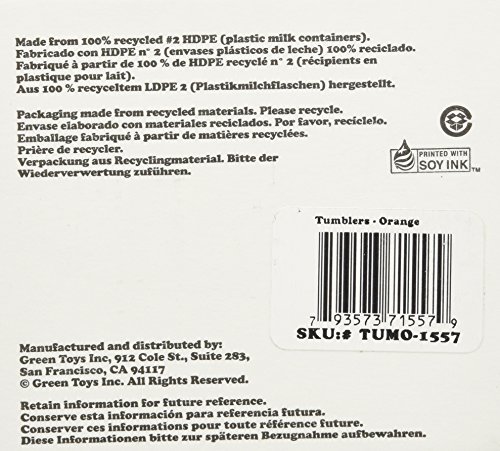 Made from 100% recycled #2 HDPE (plastic milk containers).
Fabricado con HDPE n° 2 (envases plásticos de leche) 100% reciclado.
Fabriqué à partir de 100 % de HDPE recyclé n° 2 (récipients en
plastique pour lait).
Aus 100 % recyceltem LDPE 2 (Plastikmilchflaschen) hergestellt.
Packaging made from recycled materials. Please recycle.
Envase elaborado con materiales reciclados. Por favor, recíclelo.
Emballage fabriqué à partir de matières recyclées.
Prière de recycler.
Verpackung aus Recyclingmaterial. Bitte der
Wiederverwertung zuführen.
PRINTED WITH
SOY INK™
Tumblers - Orange
7 93573 71557 9
SKU:# TUMO-1557
Manufactured and distributed by:
Green Toys Inc, 912 Cole St., Suite 283,
San Francisco, CA 94117
© Green Toys Inc. All Rights Reserved.
Retain information for future reference.
Conserve esta información para referencia futura.
Conserver ces informations pour toute référence future.
Diese Informationen bitte zur späteren Bezugnahme aufbewahren.